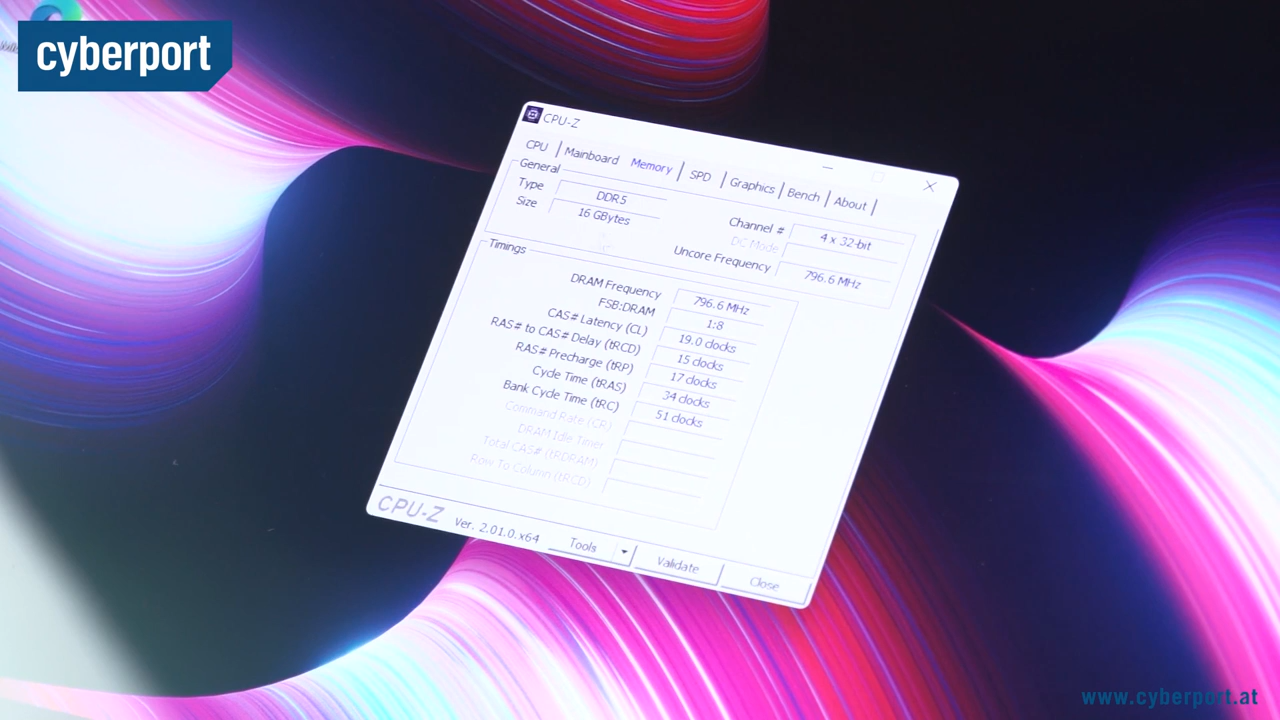 cyberport
CPU-Z
CPU Mainboard Memory SPD Graphics Bench About
General
Type DDR5
Size 16 GBytes
Channel # 4 x 32-bit
DC Mode
Uncore Frequency 796.6 MHz
Timings
DRAM Frequency 796.6 MHz
FSB:DRAM 1:8
CAS# Latency (CL) 19.0 clocks
RAS# to CAS# Delay (tRCD) 15 clocks
RAS# Precharge (tRP) 17 clocks
Cycle Time (tRAS) 34 clocks
Bank Cycle Time (tRC) 51 clocks
Command Rate (CR)
DRAM Idle Timer
Total CAS# (tRDRAM)
Row To Column (tRCD)
CPU-Z Ver. 2.01.0.x64 Tools Validate Close
www.cyberport.at